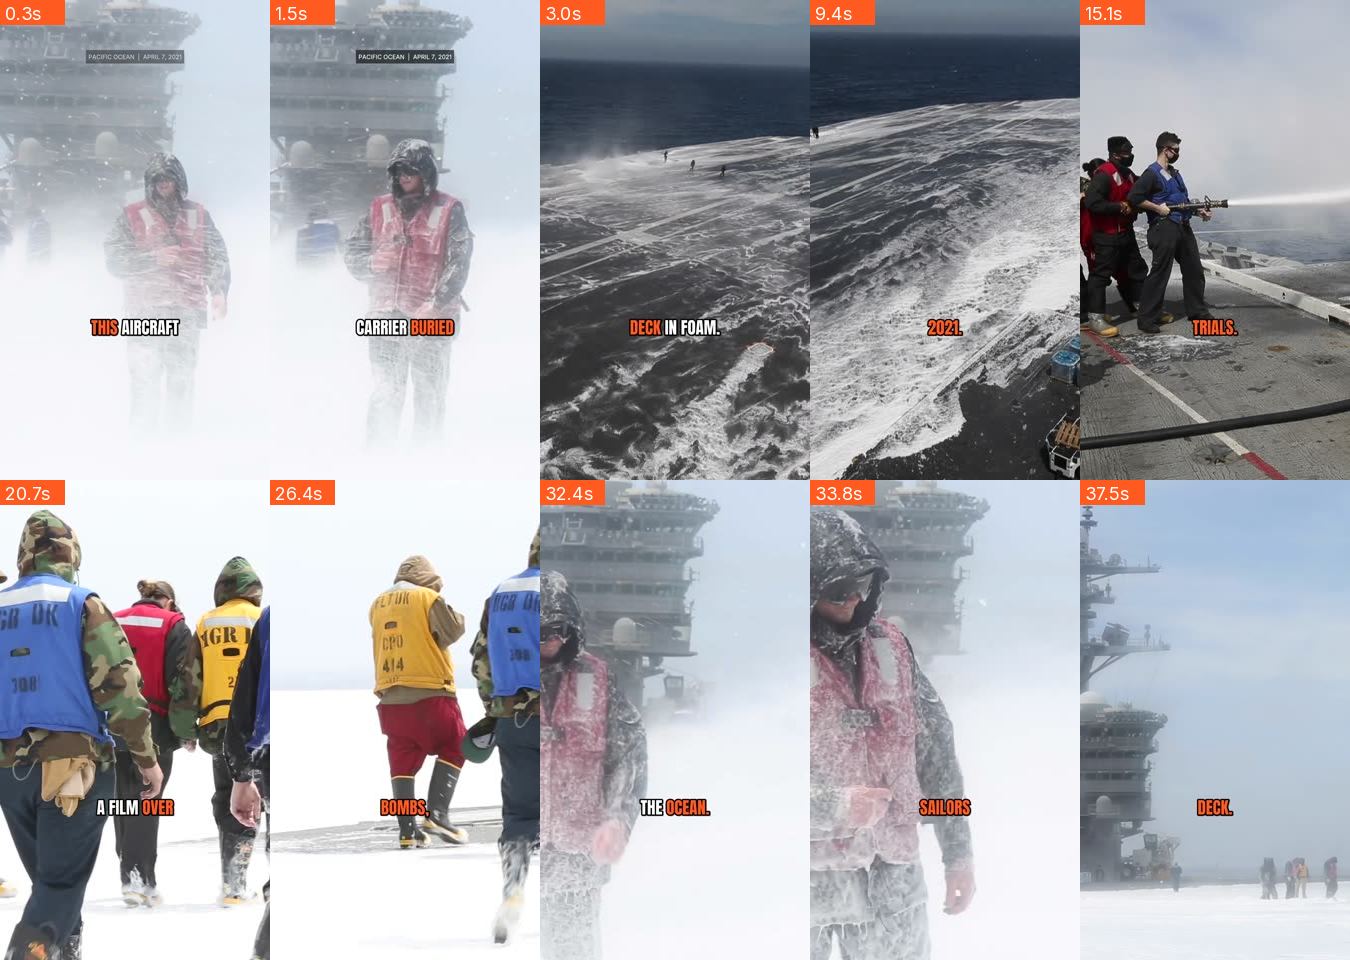 0.3s
PACIFIC OCEAN | APRIL 7, 2021
THIS AIRCRAFT
1.5s
PACIFIC OCEAN | APRIL 7, 2021
CARRIER BURIED
3.0s
DECK IN FOAM.
9.4s
2021.
15.1s
TRIALS.
20.7s
HGR D
A FILM OVER
26.4s
CPO
414
BOMBS,
32.4s
THE OCEAN.
33.8s
SAILORS
37.5s
DECK.